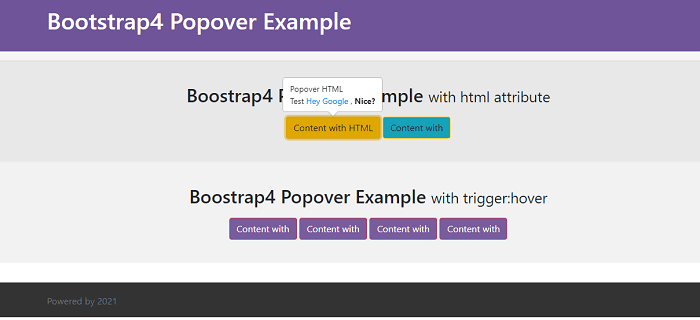 Bootstrap4 Popover Example
Popover HTML
Test Hey Google , Nice?
Boostrap4 P mple with html attribute
Content with HTML Content with
Boostrap4 Popover Example with trigger:hover
Content with Content with Content with Content with
Powered by 2021